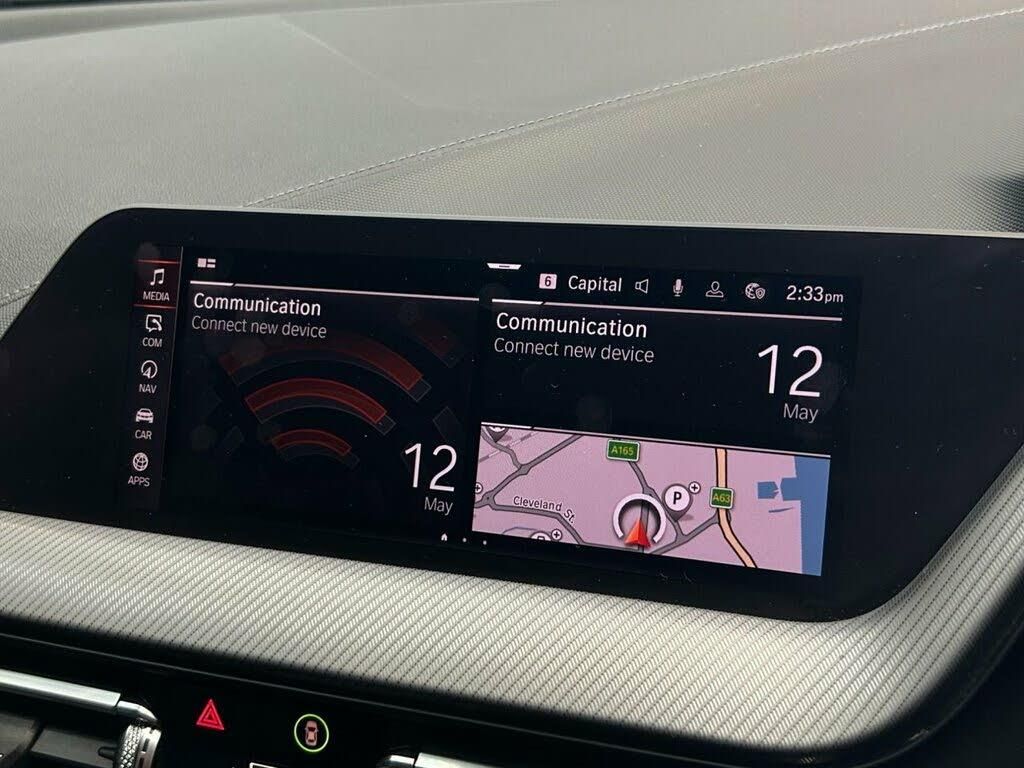 6 Capital 2:33pm
MEDIA
COM
NAV
CAR
APPS
Communication
Connect new device
12
May
Communication
Connect new device
12
May
A165
P
A63
Cleveland St.